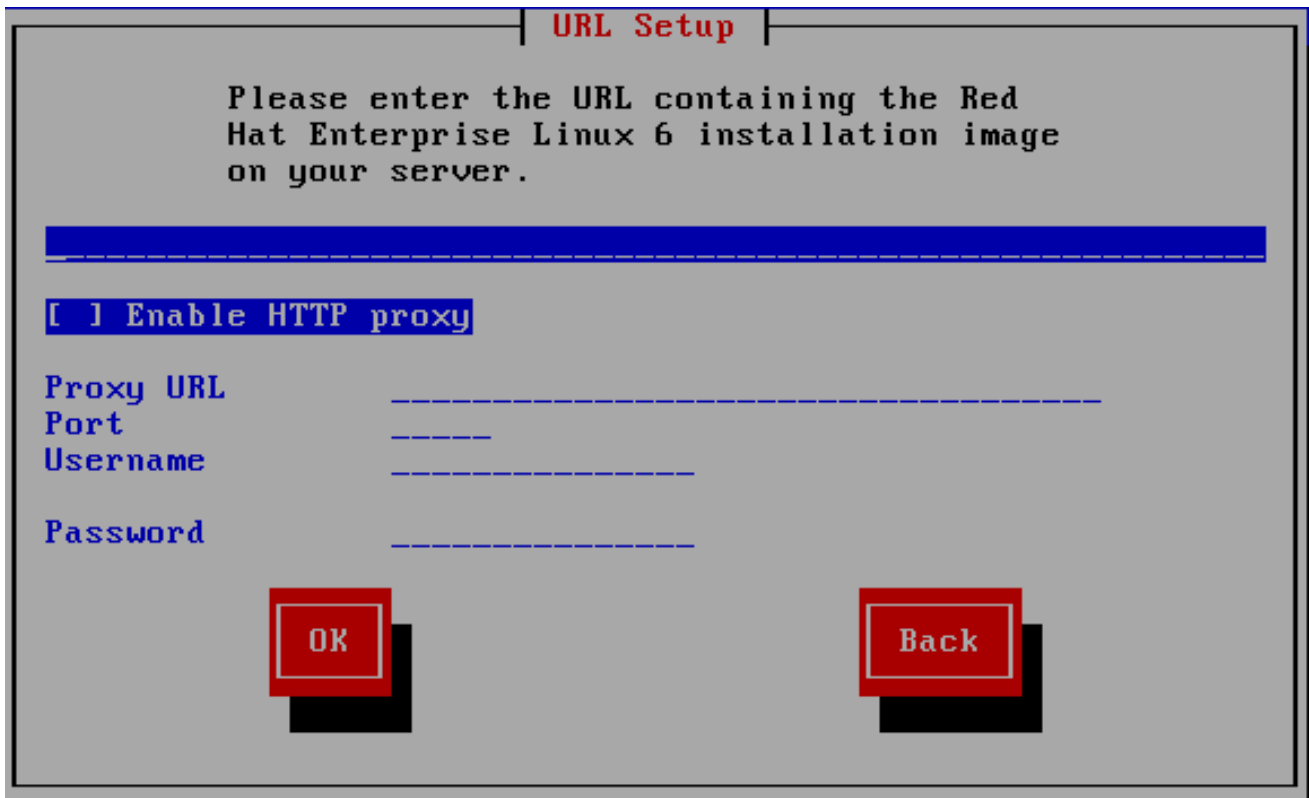 URL Setup
Please enter the URL containing the Red
Hat Enterprise Linux 6 installation image
on your server.
[ ] Enable HTTP proxy
Proxy URL
Port
Username
Password
OK Back